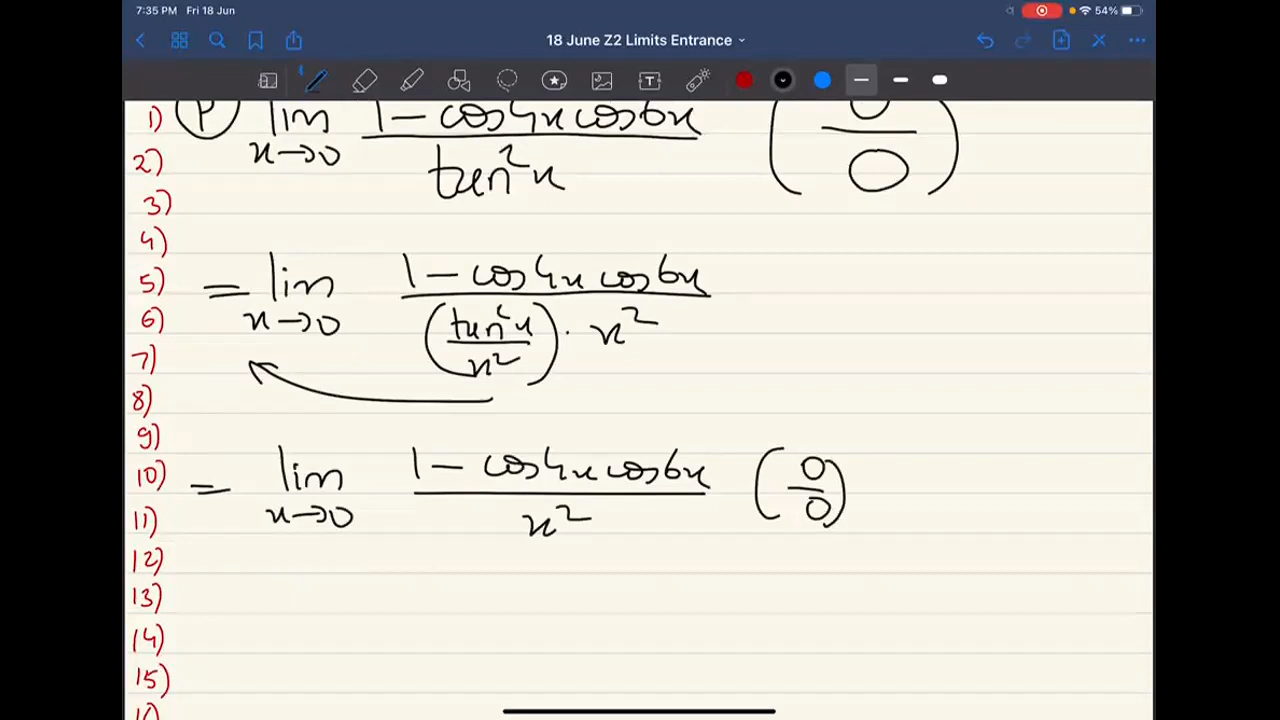 7:35 PM Fri 18 Jun 54%
18 June Z2 Limits Entrance
1) (P) lim x→0 (1 - cos4x cos6x) / (tan²x) (0/0)
2)
3)
4)
5) = lim x→0 (1 - cos4x cos6x) / ((tan²x / x²) · x²)
6)
7)
8)
9)
10) = lim x→0 (1 - cos4x cos6x) / (x²) (0/0)
11)
12)
13)
14)
15)